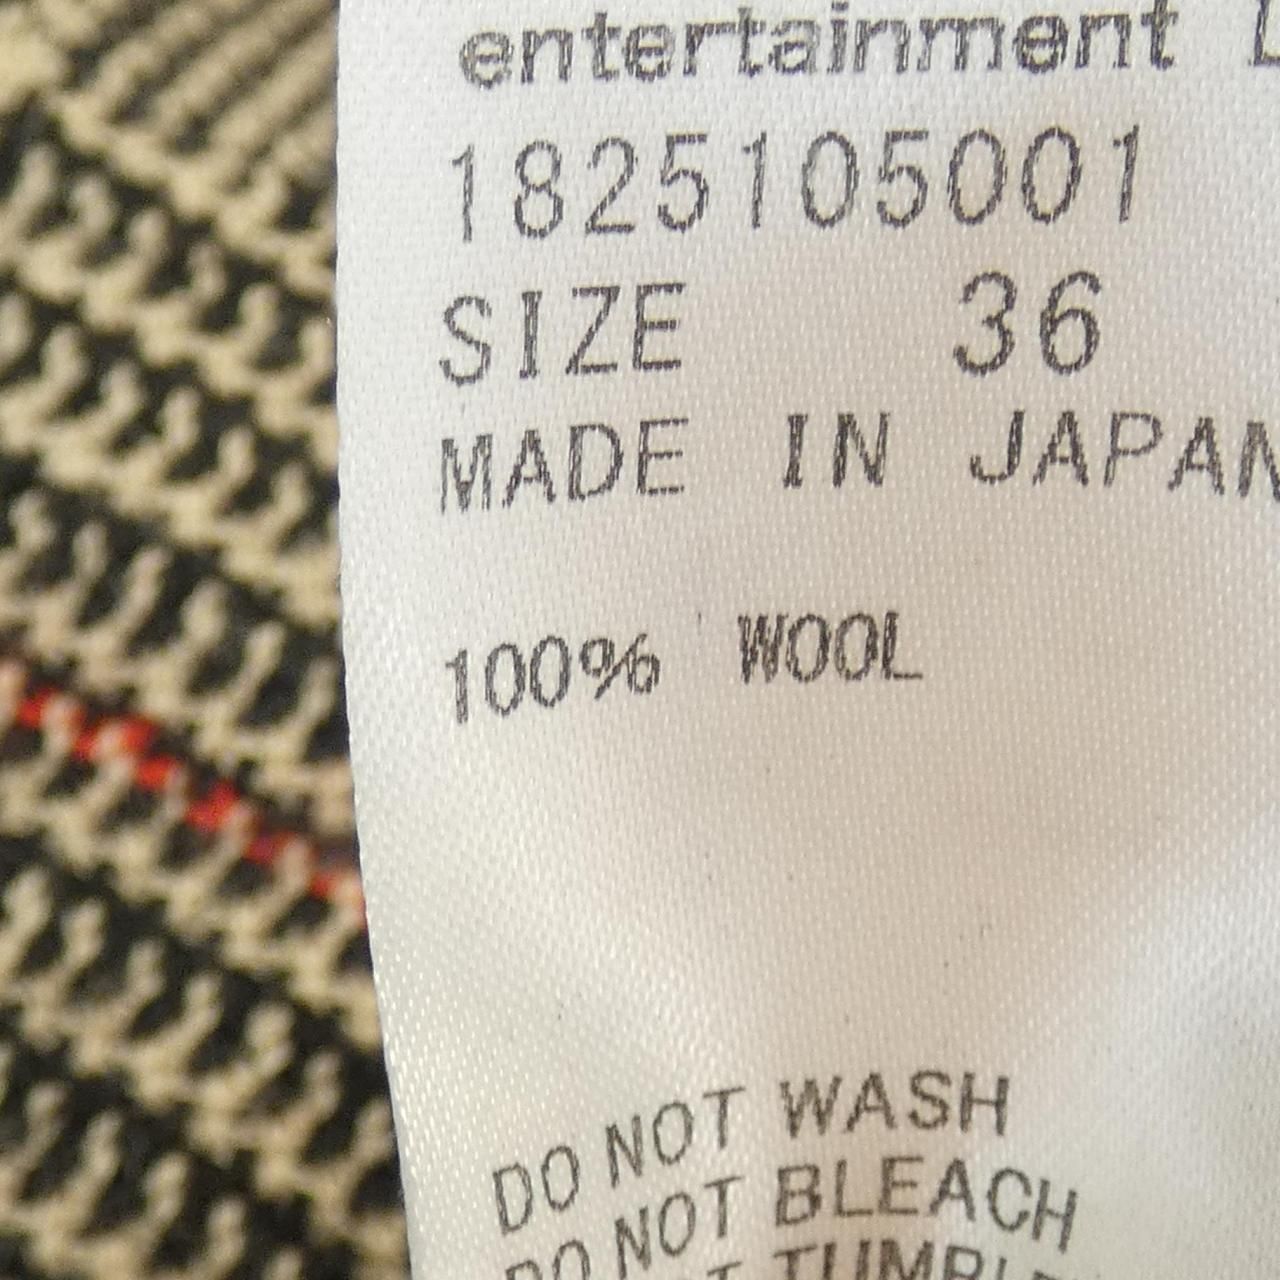 entertainment
1825105001
SIZE 36
MADE IN JAPAN
100% WOOL
DO NOT WASH
DO NOT BLEACH